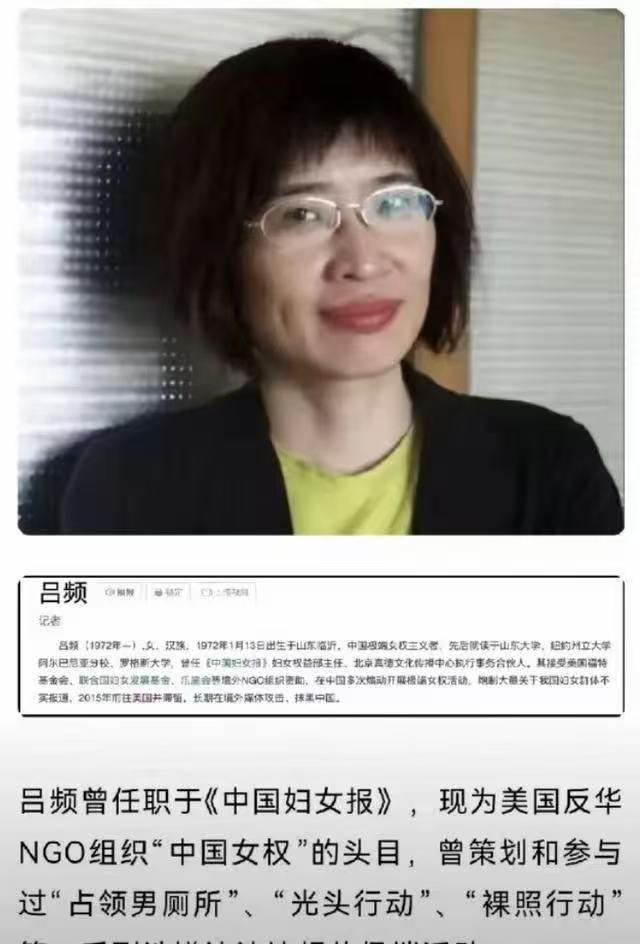 吕频
记者
吕频（1972年—），女，汉族，1972年1月13日出生于山东临沂，中国极端女权主义者，先后就读于山东大学、纽约州立大学
阿尔巴尼亚分校、罗格斯大学，曾任《中国妇女报》妇女权益部主任、北京真德文化传播中心执行事务合伙人。其接受美国福特
基金会、联合国妇女发展基金、乐施会等境外NGO组织资助，在中国多次煽动开展极端女权活动，炮制大量关于我国妇女群体不
实报道，2015年前往美国并滞留，长期在境外媒体攻击、抹黑中国。
吕频曾任职于《中国妇女报》，现为美国反华
NGO组织“中国女权”的头目，曾策划和参与
过“占领男厕所”、“光头行动”、“裸照行动”